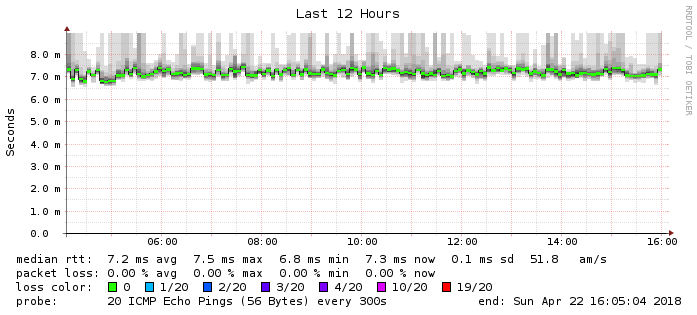 Last 12 Hours
RRDTOOL / TOBI OETIKER
Seconds
8.0 m
7.0 m
6.0 m
5.0 m
4.0 m
3.0 m
2.0 m
1.0 m
0.0
06:00 08:00 10:00 12:00 14:00 16:00
median rtt: 7.2 ms avg 7.5 ms max 6.8 ms min 7.3 ms now 0.1 ms sd 51.8 am/s
packet loss: 0.00 % avg 0.00 % max 0.00 % min 0.00 % now
loss color: 0 1/20 2/20 3/20 4/20 10/20 19/20
probe: 20 ICMP Echo Pings (56 Bytes) every 300s end: Sun Apr 22 16:05:04 2018